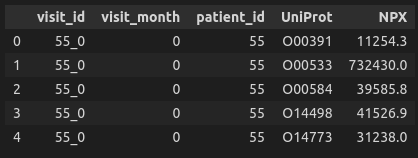 visit_id visit_month patient_id UniProt NPX
0 55_0 0 55 O00391 11254.3
1 55_0 0 55 O00533 732430.0
2 55_0 0 55 O00584 39585.8
3 55_0 0 55 O14498 41526.9
4 55_0 0 55 O14773 31238.0